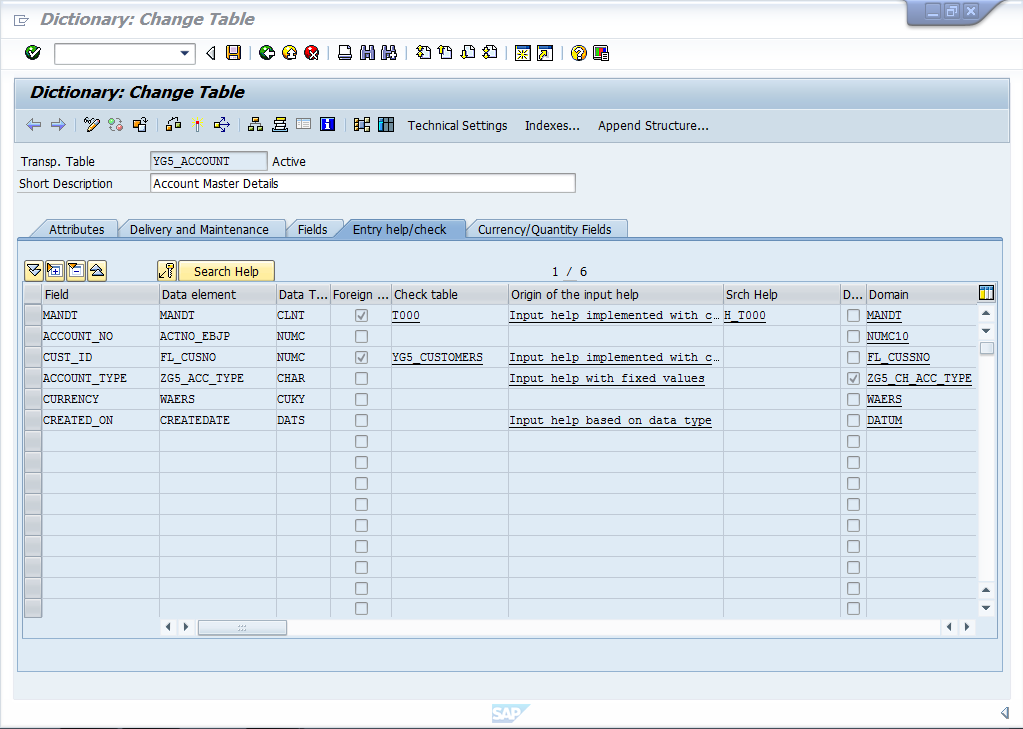 Dictionary: Change Table
Dictionary: Change Table
Technical Settings Indexes... Append Structure...
Transp. Table YG5_ACCOUNT Active
Short Description Account Master Details
Attributes Delivery and Maintenance Fields Entry help/check Currency/Quantity Fields
Search Help 1 / 6
Field Data element Data T... Foreign ... Check table Origin of the input help Srch Help D... Domain
MANDT MANDT CLNT T000 Input help implemented with c… H_T000 MANDT
ACCOUNT_NO ACTNO_EBJP NUMC NUMC10
CUST_ID FL_CUSNO NUMC YG5_CUSTOMERS Input help implemented with c… FL_CUSSNO
ACCOUNT_TYPE ZG5_ACC_TYPE CHAR Input help with fixed values ZG5_CH_ACC_TYPE
CURRENCY WAERS CUKY WAERS
CREATED_ON CREATEDATE DATS Input help based on data type DATUM
SAP